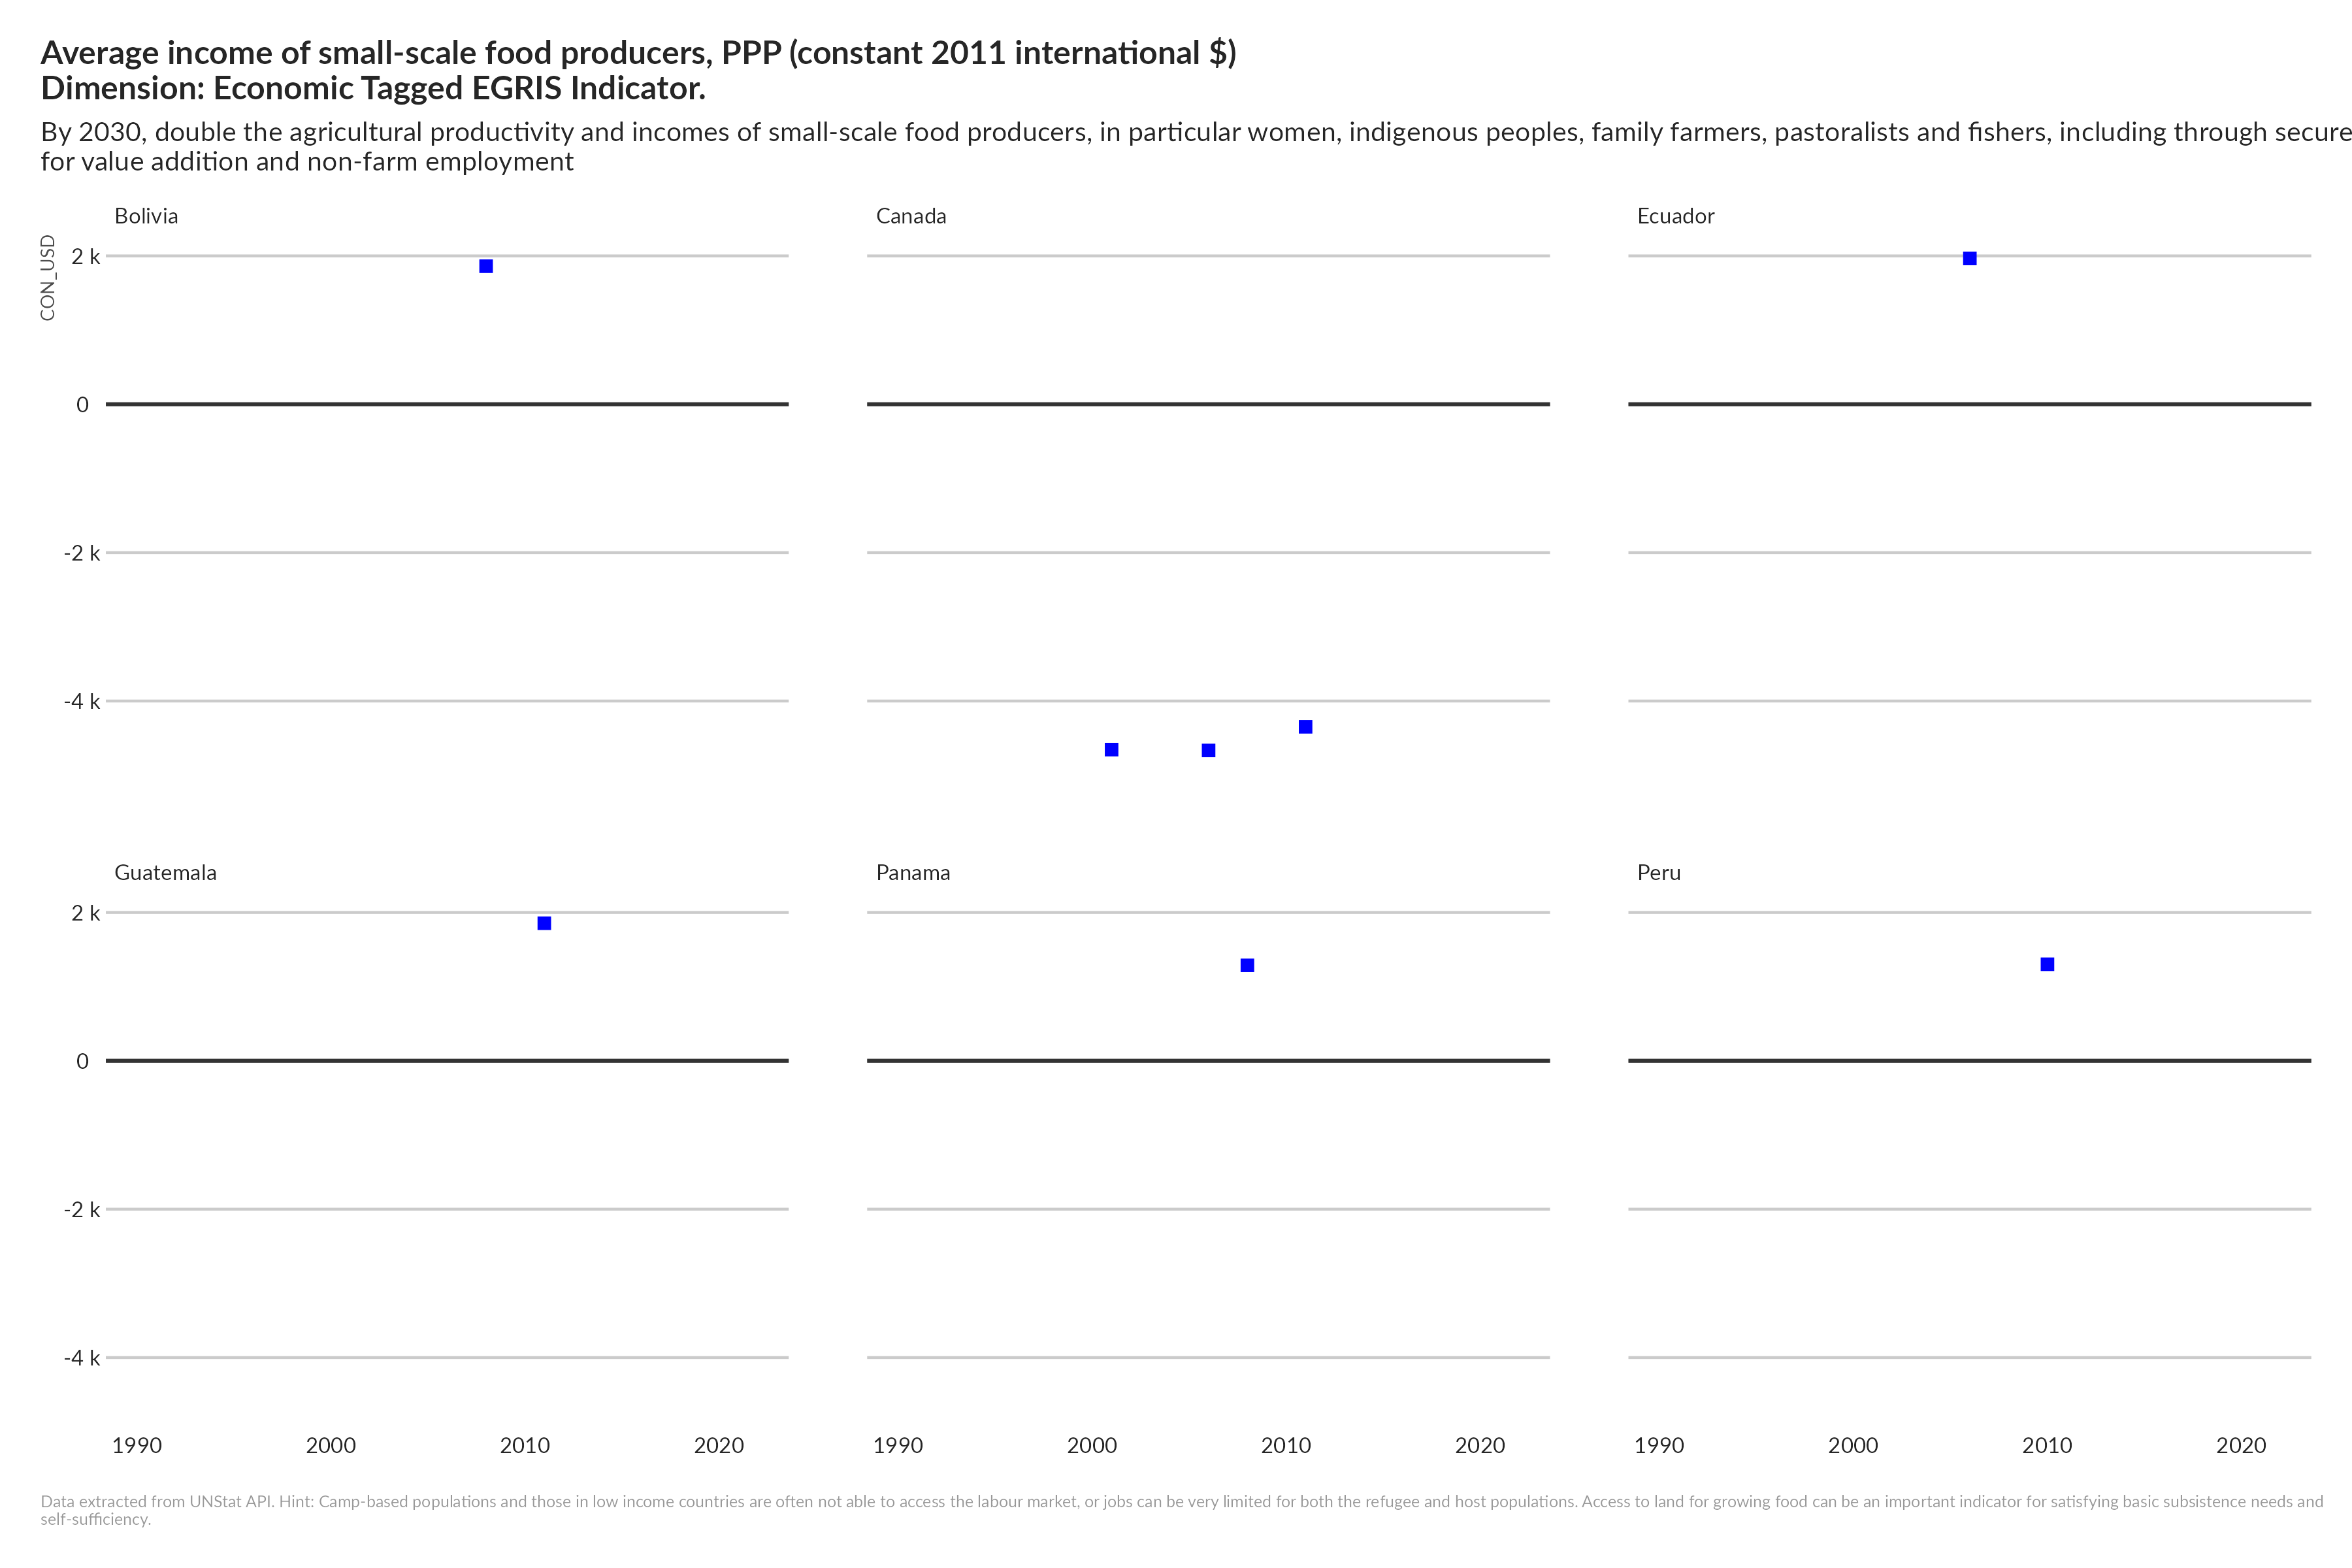 Average income of small-scale food producers, PPP (constant 2011 international $)
Dimension: Economic Tagged EGRIS Indicator.
By 2030, double the agricultural productivity and incomes of small-scale food producers, in particular women, indigenous peoples, family farmers, pastoralists and fishers, including through secure
for value addition and non-farm employment
Bolivia
Canada
Ecuador
CON_USD
2 k
0
-2 k
-4 k
Guatemala
Panama
Peru
2 k
0
-2 k
-4 k
1990 2000 2010 2020 1990 2000 2010 2020 1990 2000 2010 2020
Data extracted from UNStat API. Hint: Camp-based populations and those in low income countries are often not able to access the labour market, or jobs can be very limited for both the refugee and host populations. Access to land for growing food can be an important indicator for satisfying basic subsistence needs and
self-sufficiency.